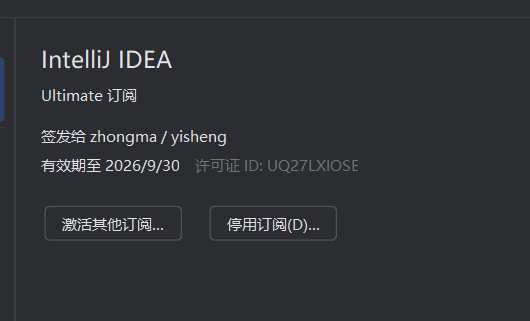 IntelliJ IDEA
Ultimate 订阅
签发给 zhongma / yisheng
有效期至 2026/9/30 许可证 ID: UQ27LXIOSE
激活其他订阅... 停用订阅(D)...